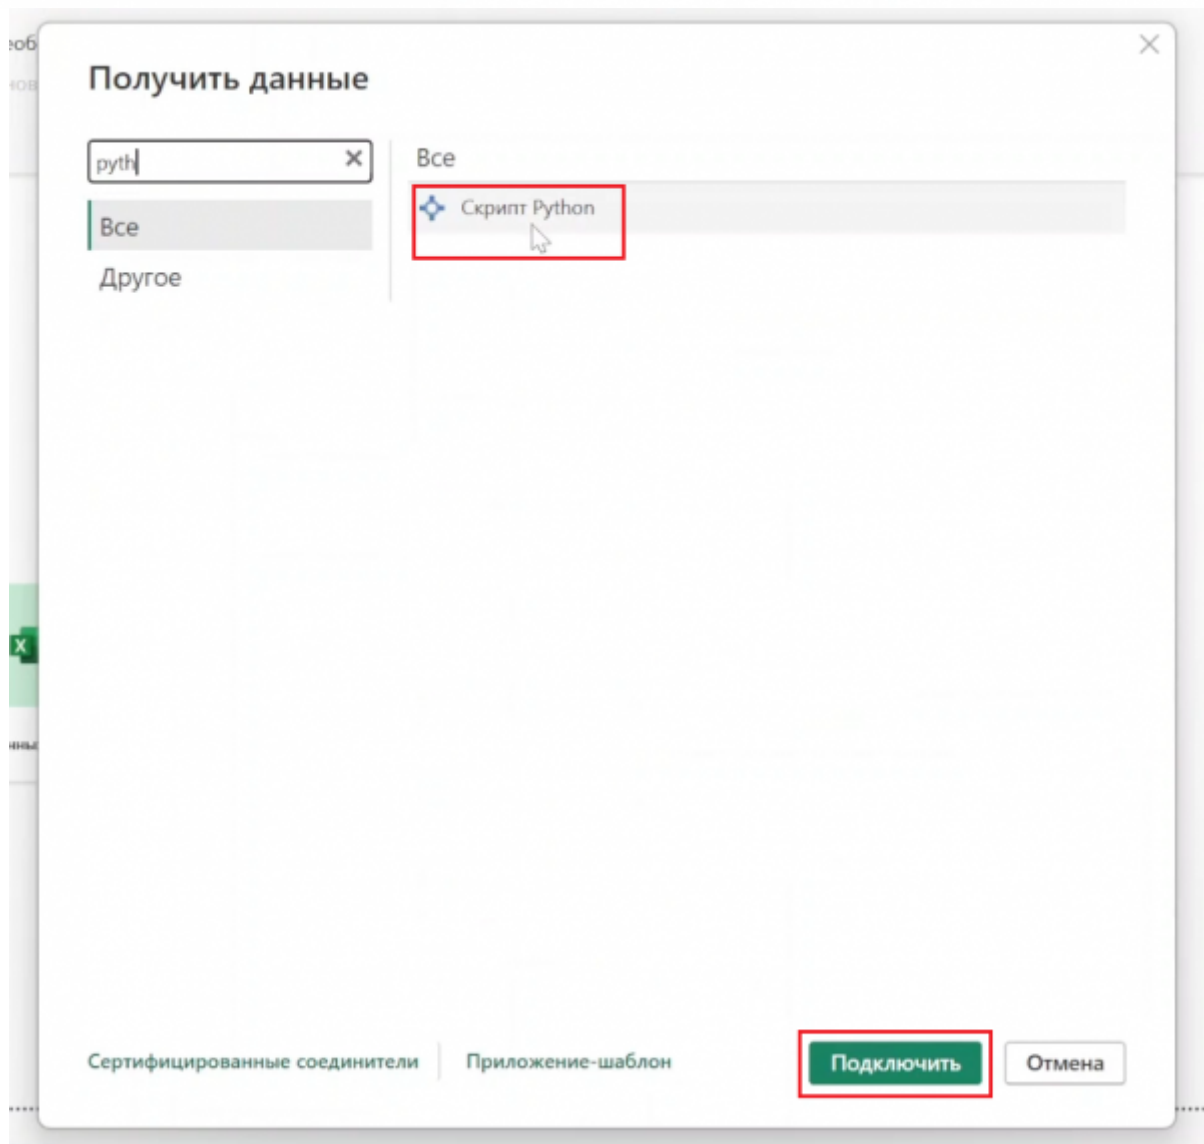 Получить данные
pyth
Все
Другое
Все
Скрипт Python
Сертифицированные соединители
Приложение-шаблон
Подключить
Отмена